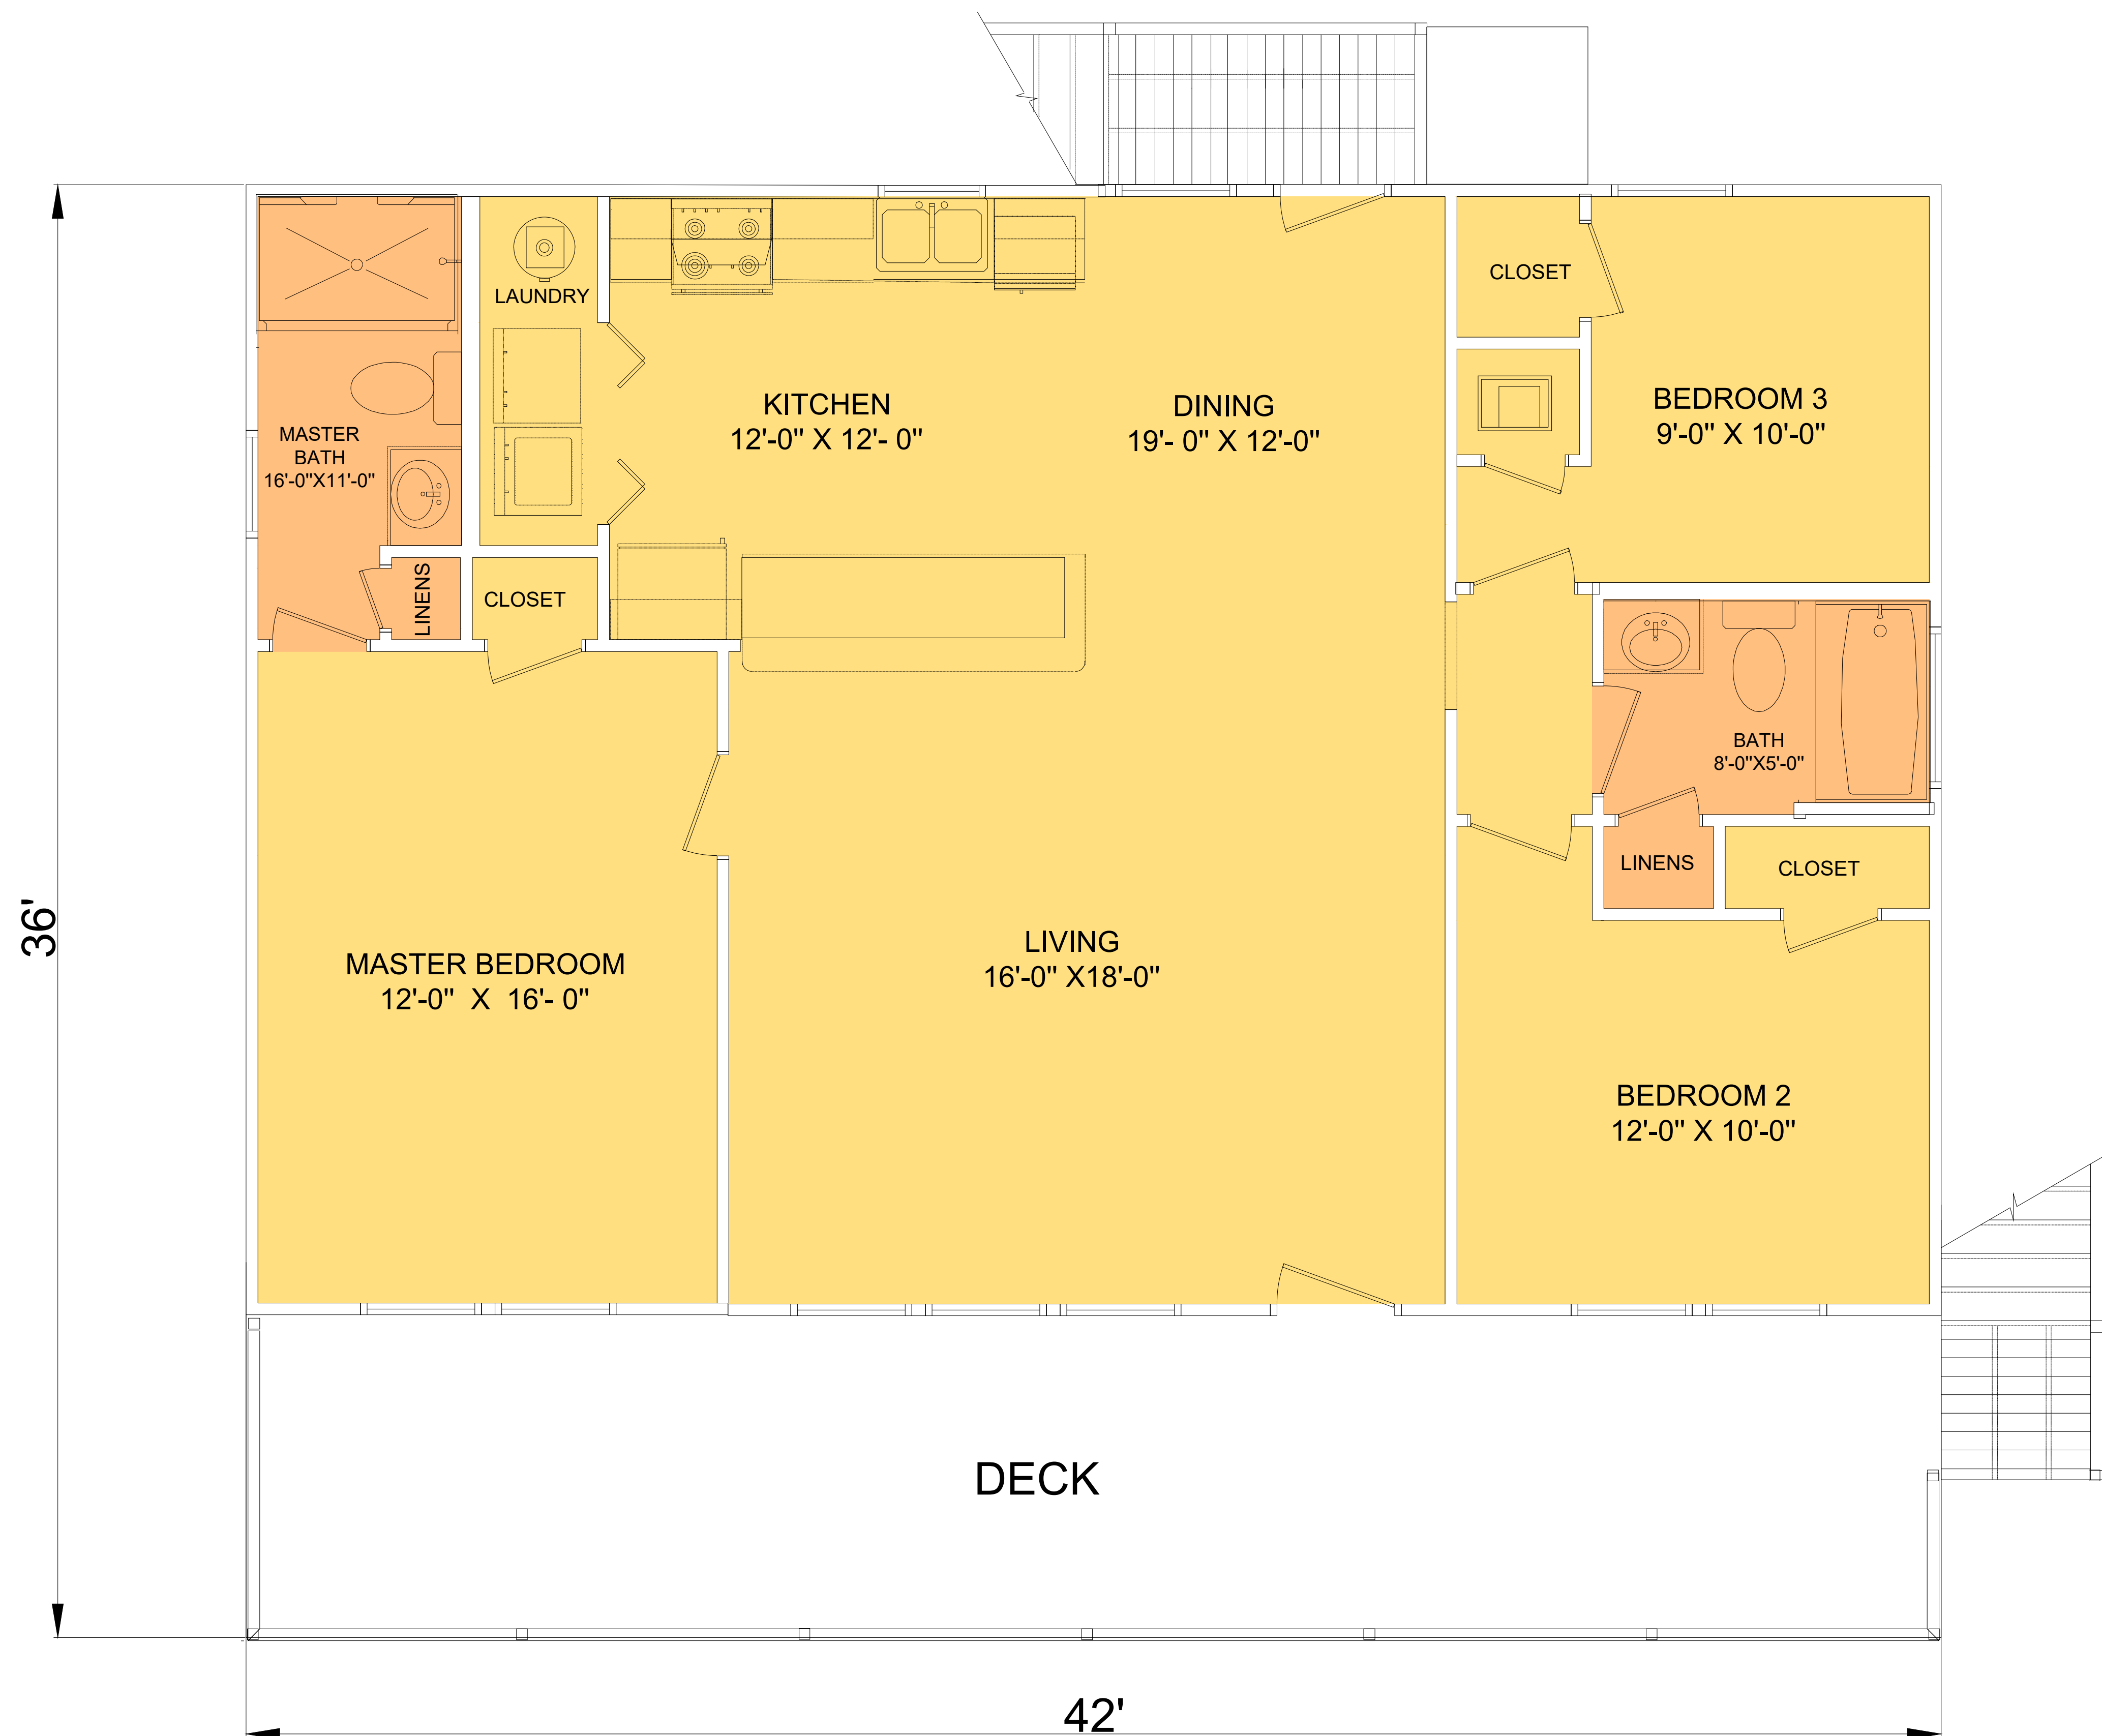 LAUNDRY
CLOSET
KITCHEN
12'-0" X 12'- 0"
DINING
19'- 0" X 12'-0"
BEDROOM 3
9'-0" X 10'-0"
MASTER
BATH
16'-0"X11'-0"
LINENS
CLOSET
BATH
8'-0"X5'-0"
LINENS
CLOSET
36'
MASTER BEDROOM
12'-0" X 16'- 0"
LIVING
16'-0" X18'-0"
BEDROOM 2
12'-0" X 10'-0"
DECK
42'